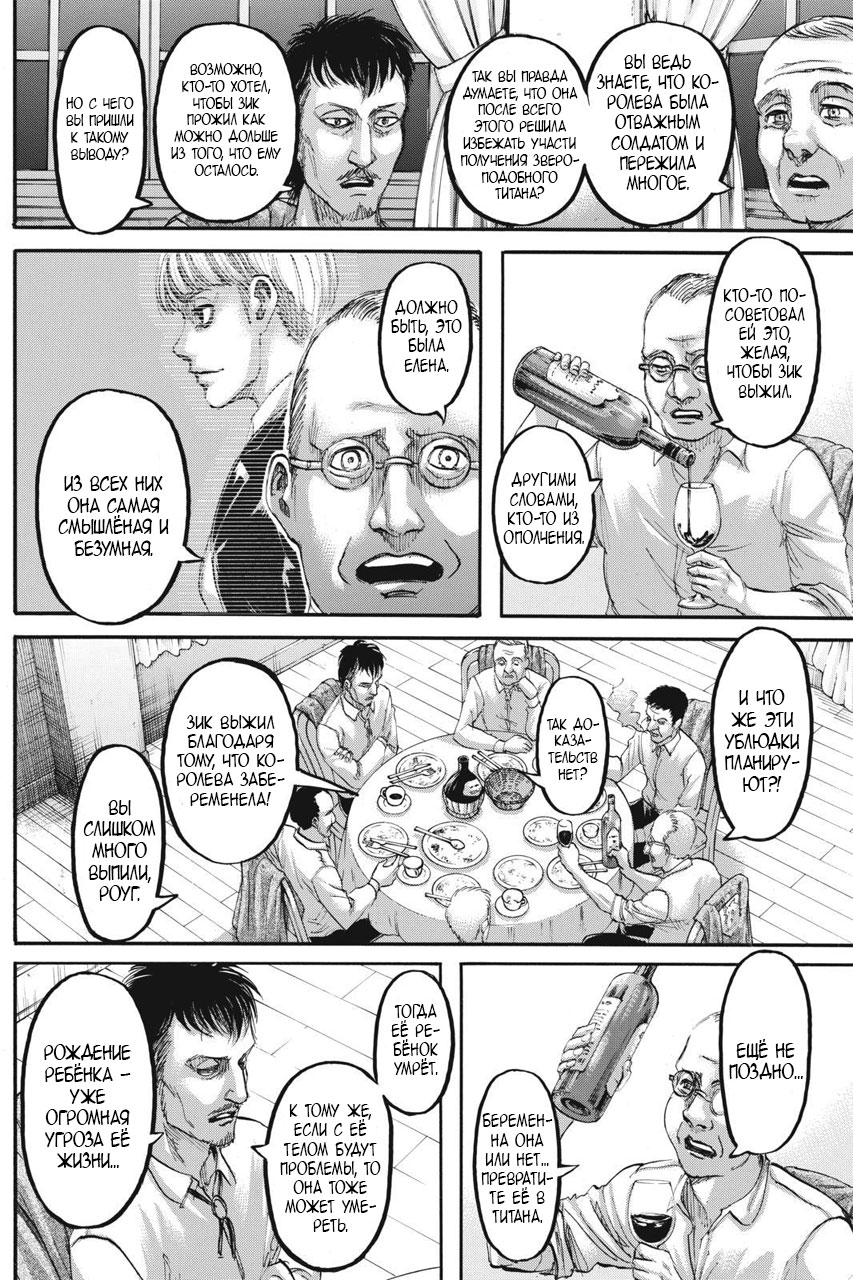 ВЫ ВЕДЬ
ЗНАЕТЕ, ЧТО КО-
РОЛЕВА БЫЛА
ОТВАЖНЫМ
СОЛДАТОМ И
ПЕРЕЖИЛА
МНОГОЕ.
ТАК ВЫ ПРАВДА
ДУМАЕТЕ, ЧТО ОНА
ПОСЛЕ ВСЕГО
ЭТОГО РЕШИЛА
ИЗБЕЖАТЬ УЧАСТИ
ПОЛУЧЕНИЯ ЗВЕРО-
ПОДОБНОГО
ТИТАНА?
ВОЗМОЖНО,
КТО-ТО ХОТЕЛ,
ЧТОБЫ ЗИК
ПРОЖИЛ КАК
МОЖНО ДОЛЬШЕ
ИЗ ТОГО, ЧТО ЕМУ
ОСТАЛОСЬ.
НО С ЧЕГО
ВЫ ПРИШЛИ
К ТАКОМУ
ВЫВОДУ?
КТО-ТО ПО-
СОВЕТОВАЛ
ЕЙ ЭТО,
ЖЕЛАЯ,
ЧТОБЫ ЗИК
ВЫЖИЛ.
ДРУГИМИ
СЛОВАМИ,
КТО-ТО ИЗ
ОПОЛЧЕНИЯ.
ДОЛЖНО
БЫТЬ, ЭТО
БЫЛА
ЕЛЕНА.
ИЗ ВСЕХ НИХ
ОНА САМАЯ
СМЫШЛЁНАЯ И
БЕЗУМНАЯ.
И ЧТО
ЖЕ ЭТИ
УБЛЮДКИ
ПЛАНИРУ-
ЮТ?!
ТАК ДО-
КАЗА-
ТЕЛЬСТВ
НЕТ?
ЗИК ВЫЖИЛ
БЛАГОДАРЯ
ТОМУ, ЧТО КО-
РОЛЕВА ЗАБЕ-
РЕМЕНЕЛА!
ВЫ
СЛИШКОМ
МНОГО
ВЫПИЛИ,
РОУГ.
ЕЩЁ НЕ
ПОЗДНО...
БЕРЕМЕН-
НА ОНА
ИЛИ НЕТ...
ПРЕВРАТИ-
ТЕ ЕЁ В
ТИТАНА.
ТОГДА
ЕЁ РЕ-
БЁНОК
УМРЁТ.
К ТОМУ ЖЕ,
ЕСЛИ С ЕЁ
ТЕЛОМ БУДУТ
ПРОБЛЕМЫ, ТО
ОНА ТОЖЕ
МОЖЕТ УМЕ-
РЕТЬ.
РОЖДЕНИЕ
РЕБЁНКА –
УЖЕ
ОГРОМНАЯ
УГРОЗА ЕЁ
ЖИЗНИ...